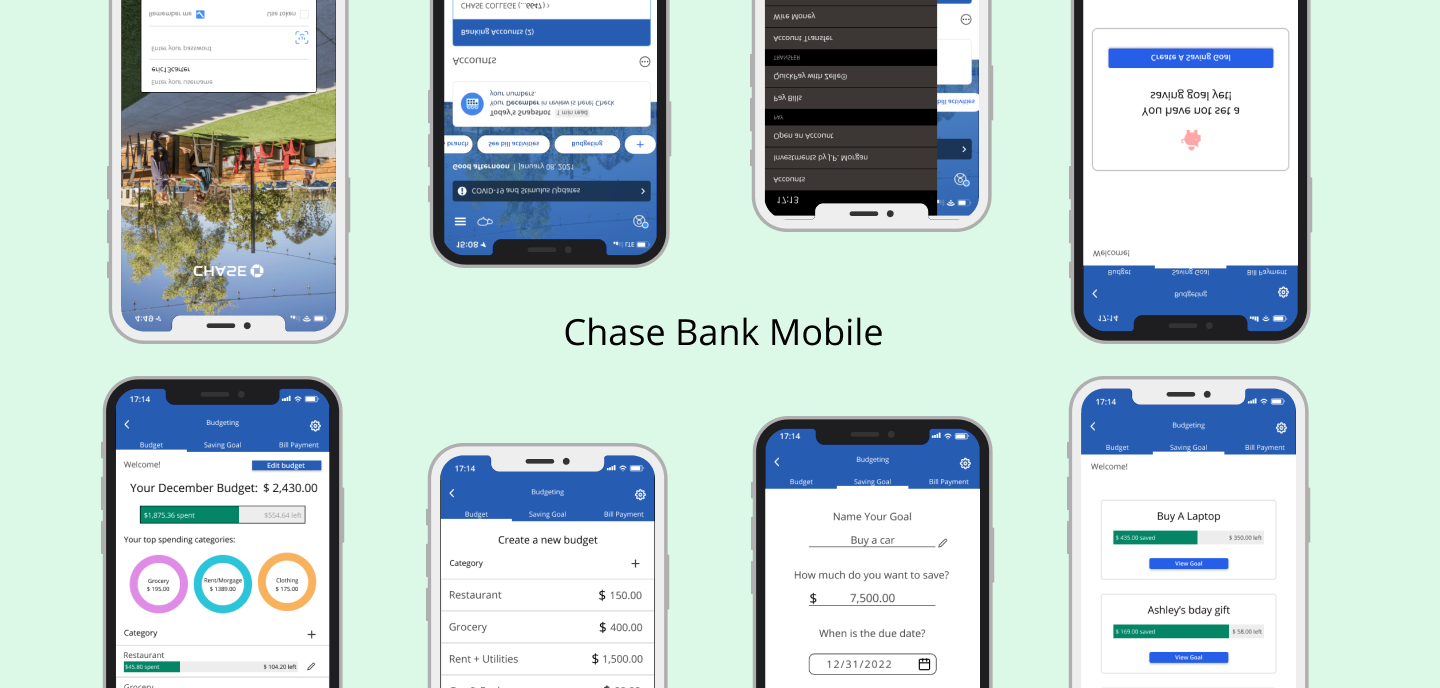 4:49
CHASE
Enter your username
eric13carter
Enter your password
Remember me
Use token
15:08
LTE
COVID-19 and Stimulus Updates
Good afternoon | January 08, 2021
branch
See bill activities
Budgeting
+
Today's Snapshot 1 min read
Your December in review is here! Check
your numbers.
Accounts
Banking Accounts (2)
CHASE COLLEGE (...6647) >
17:13
Accounts
Investments by J.P. Morgan
Open an Account
PAY
Pay Bills
QuickPay with Zelle®
TRANSFER
Account Transfer
Wire Money
bill activities
17:14
Budgeting
Budget Saving Goal Bill Payment
Welcome!
You have not set a
saving goal yet!
Create A Saving Goal
Chase Bank Mobile
17:14
Budgeting
Budget Saving Goal Bill Payment
Welcome!
Edit budget
Your December Budget: $ 2,430.00
$1,875.36 spent $554.64 left
Your top spending categories:
Grocery
$ 195.00
Rent/Morgage
$ 1389.00
Clothing
$ 175.00
Category +
Restaurant
$45.80 spent $ 104.20 left
Grocery
17:14
Budgeting
Budget Saving Goal Bill Payment
Create a new budget
Category +
Restaurant $ 150.00
Grocery $ 400.00
Rent + Utilities $ 1,500.00
17:14
Budgeting
Budget Saving Goal Bill Payment
Name Your Goal
Buy a car
How much do you want to save?
$ 7,500.00
When is the due date?
12/31/2022
17:14
Budgeting
Budget Saving Goal Bill Payment
Welcome!
Buy A Laptop
$ 435.00 saved $ 350.00 left
View Goal
Ashley's bday gift
$ 169.00 saved $ 58.00 left
View Goal